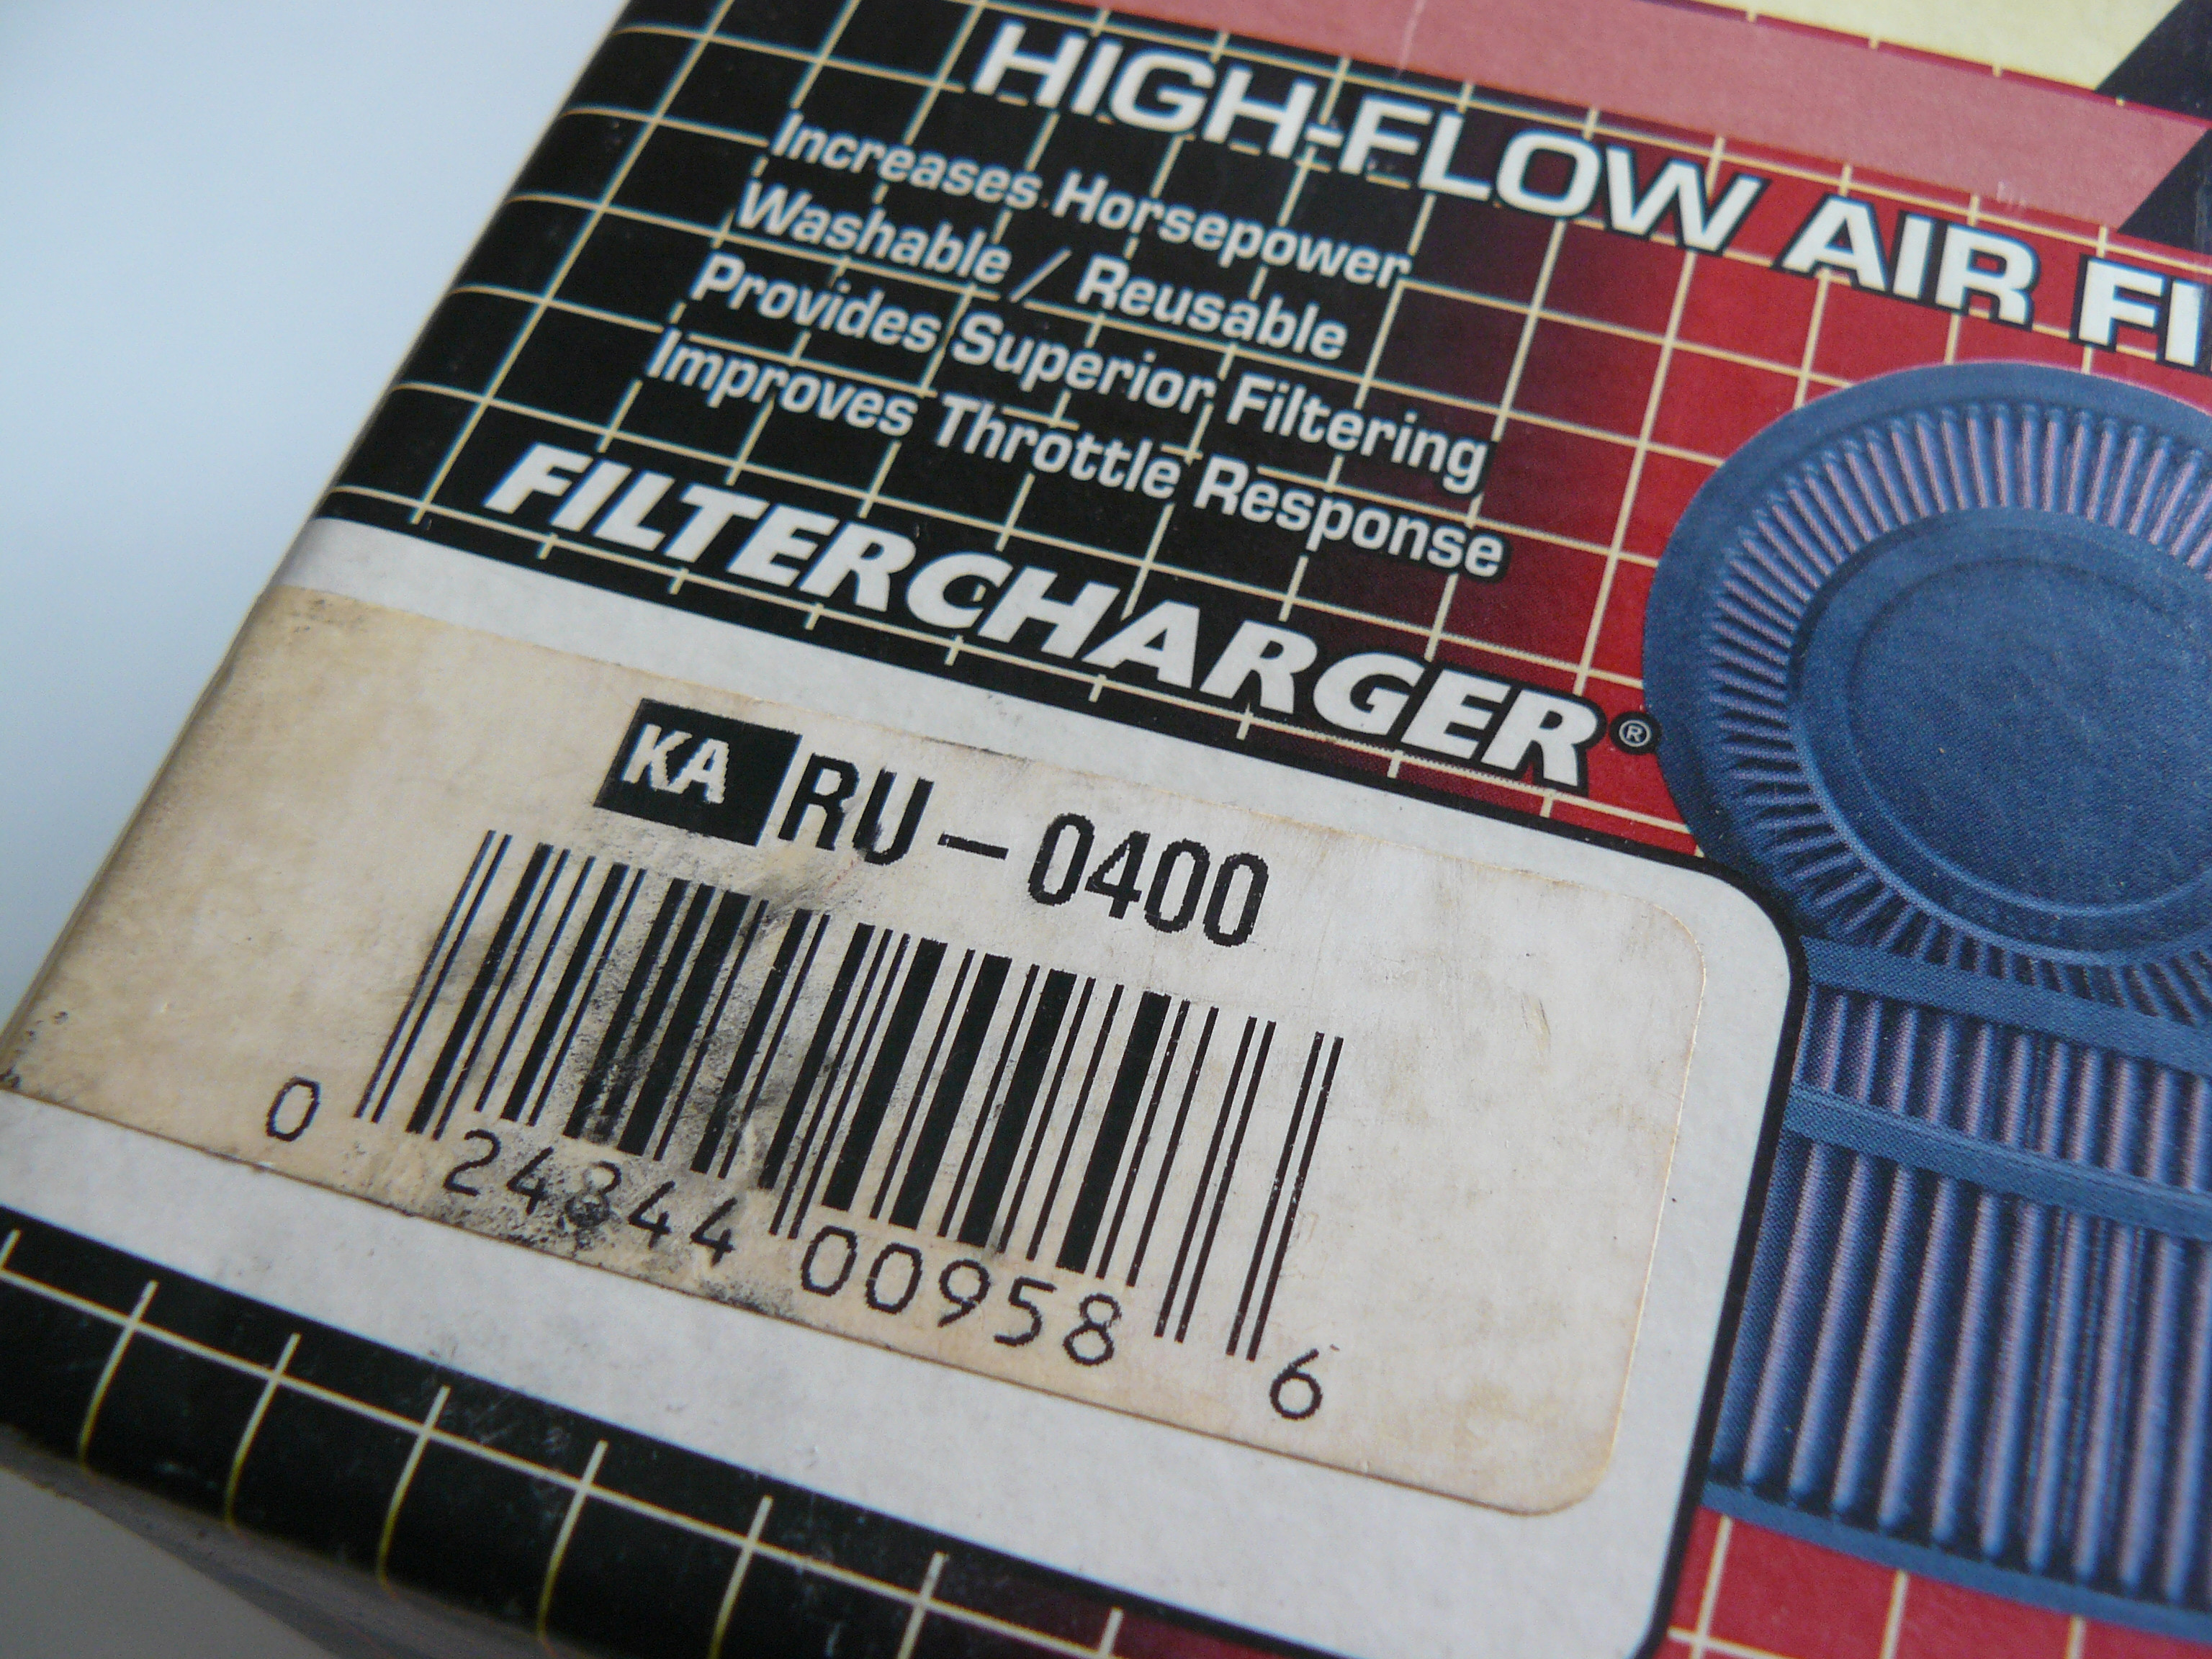 HIGH-FLOW AIR FI
Increases Horsepower
Washable / Reusable
Provides Superior Filtering
Improves Throttle Response
FILTERCHARGER®
KA RU-0400
0 24844 00958 6